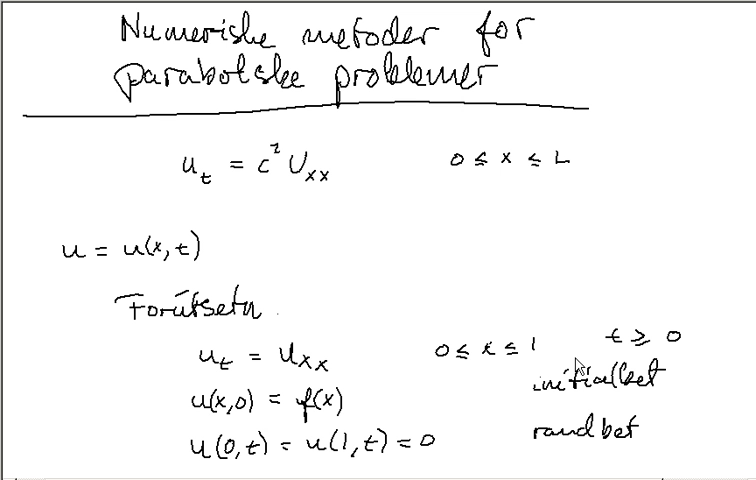 Numeriske metoder for
parabolske problemer
u_t = c² u_xx 0 ≤ x ≤ L
u = u(x,t)
Forutsetn.
u_t = u_xx 0 ≤ x ≤ 1 t ≥ 0
u(x,0) = f(x) initialbet
u(0,t) = u(1,t) = 0 randbet